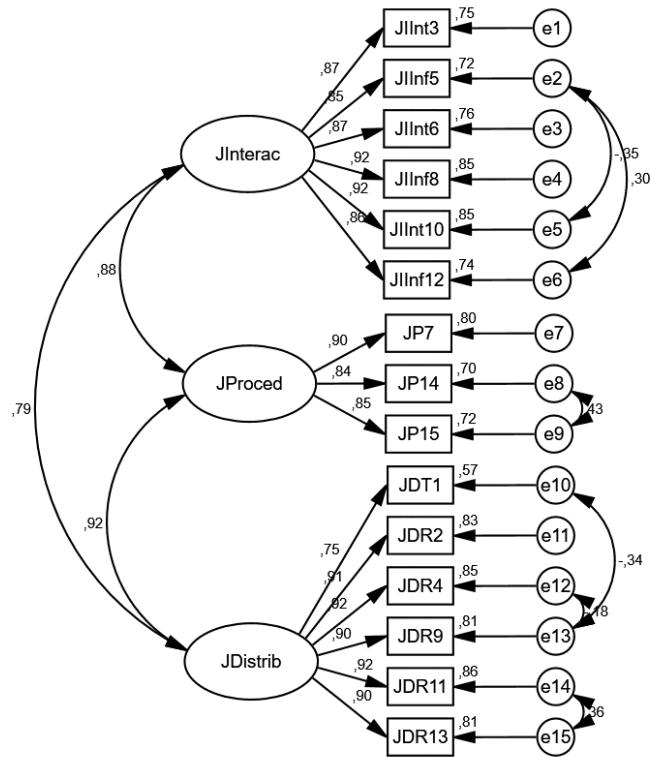 ,75
JIInt3
e1
,87
,72
JIInf5
e2
,85
,76
JIInt6
e3
,87
-,35
JInterac
,92
,85
JIInf8
e4
,30
,92
,85
JIInt10
e5
,86
,74
JIInf12
e6
,88
,80
JP7
e7
,90
,70
JProced
,84
JP14
e8
,43
,79
,85
,72
JP15
e9
,57
JDT1
e10
,92
,83
JDR2
e11
,75
-,34
,91
,85
JDR4
e12
,92
-,18
,81
,90
JDR9
e13
JDistrib
,92
,86
JDR11
e14
,36
,90
,81
JDR13
e15